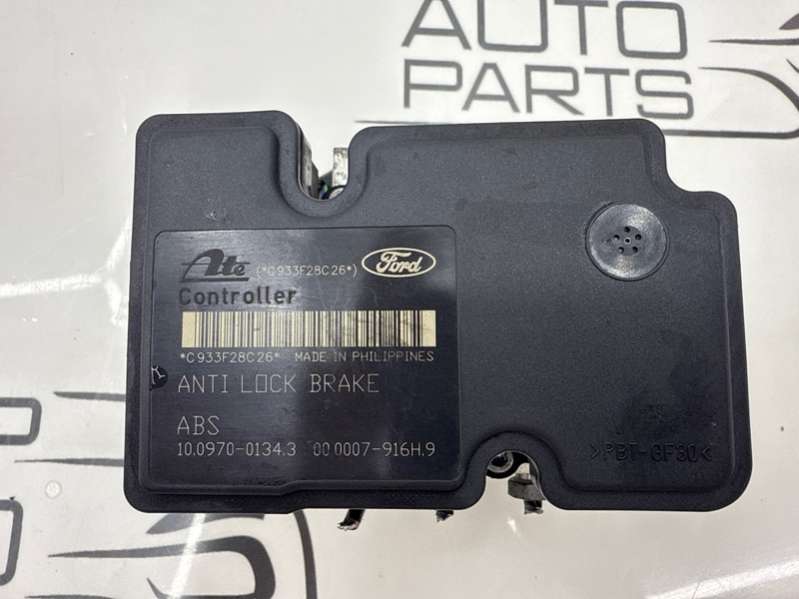 AUTO
PARTS
Ate (*C933F28C26*) Ford
Controller
*C933F28C26* MADE IN PHILIPPINES
ANTI LOCK BRAKE
ABS
10.0970-0134.3 00 0007-916H.9
>PBT-GF30<